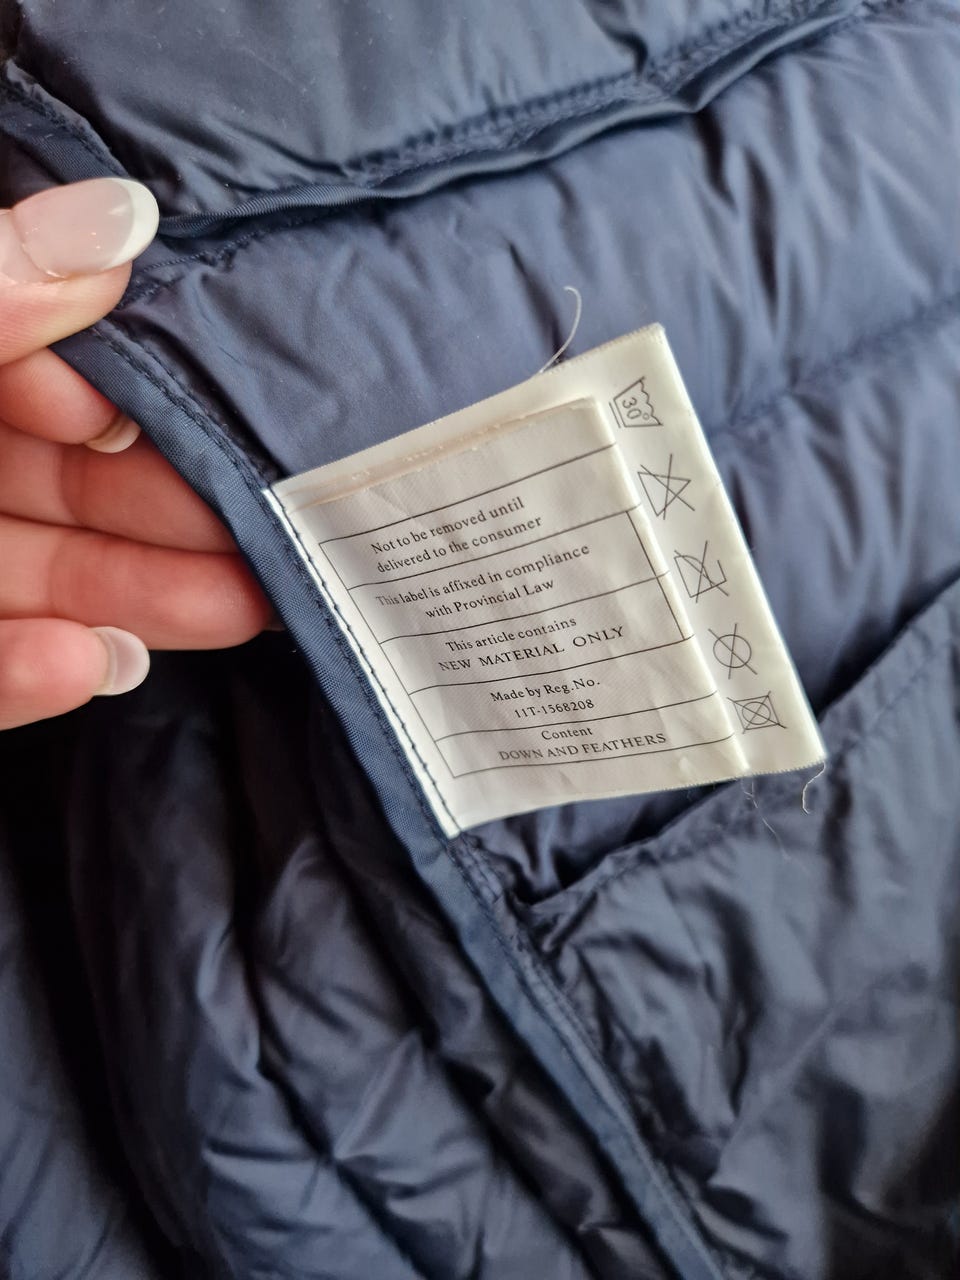 Not to be removed until
delivered to the consumer
This label is affixed in compliance
with Provincial Law
This article contains
NEW MATERIAL ONLY
Made by Reg.No.
11T-1568208
Content
DOWN AND FEATHERS
30°